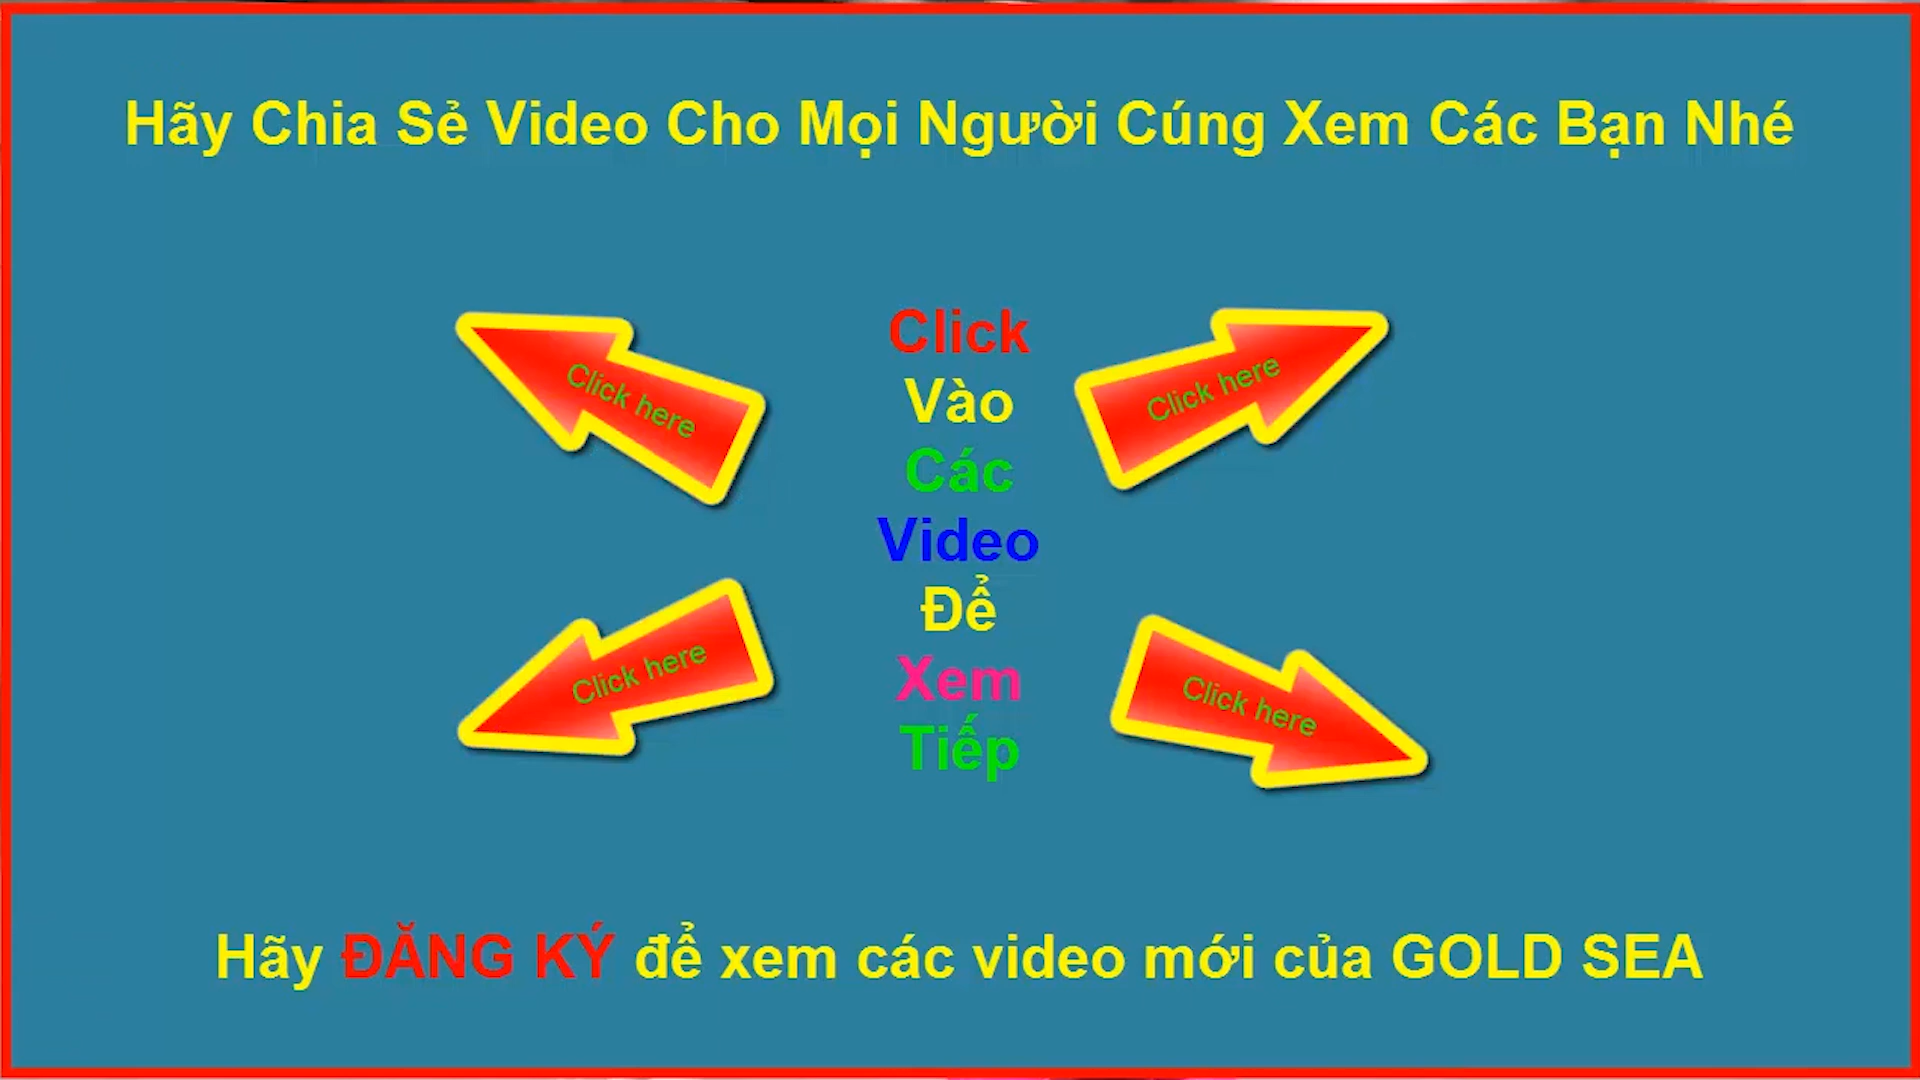 Hãy Chia Sẻ Video Cho Mọi Người Cúng Xem Các Bạn Nhé
Click here
Click
Click here
Vào
Các
Video
Để
Click here
Xem
Click here
Tiếp
Hãy ĐĂNG KÝ để xem các video mới của GOLD SEA